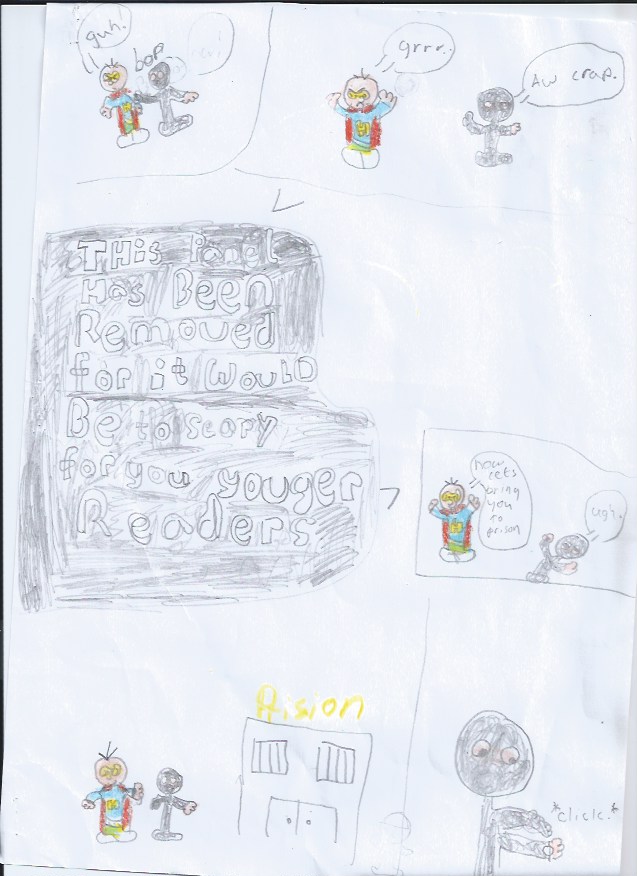 guh!
bop
grrr.
Aw crap.
THis Panel
Has Been
Removed
for it WoulD
Be to scary
for you youger
Readers
now
lets
bring
you
to
prison
ugh.
Prision
*click.*